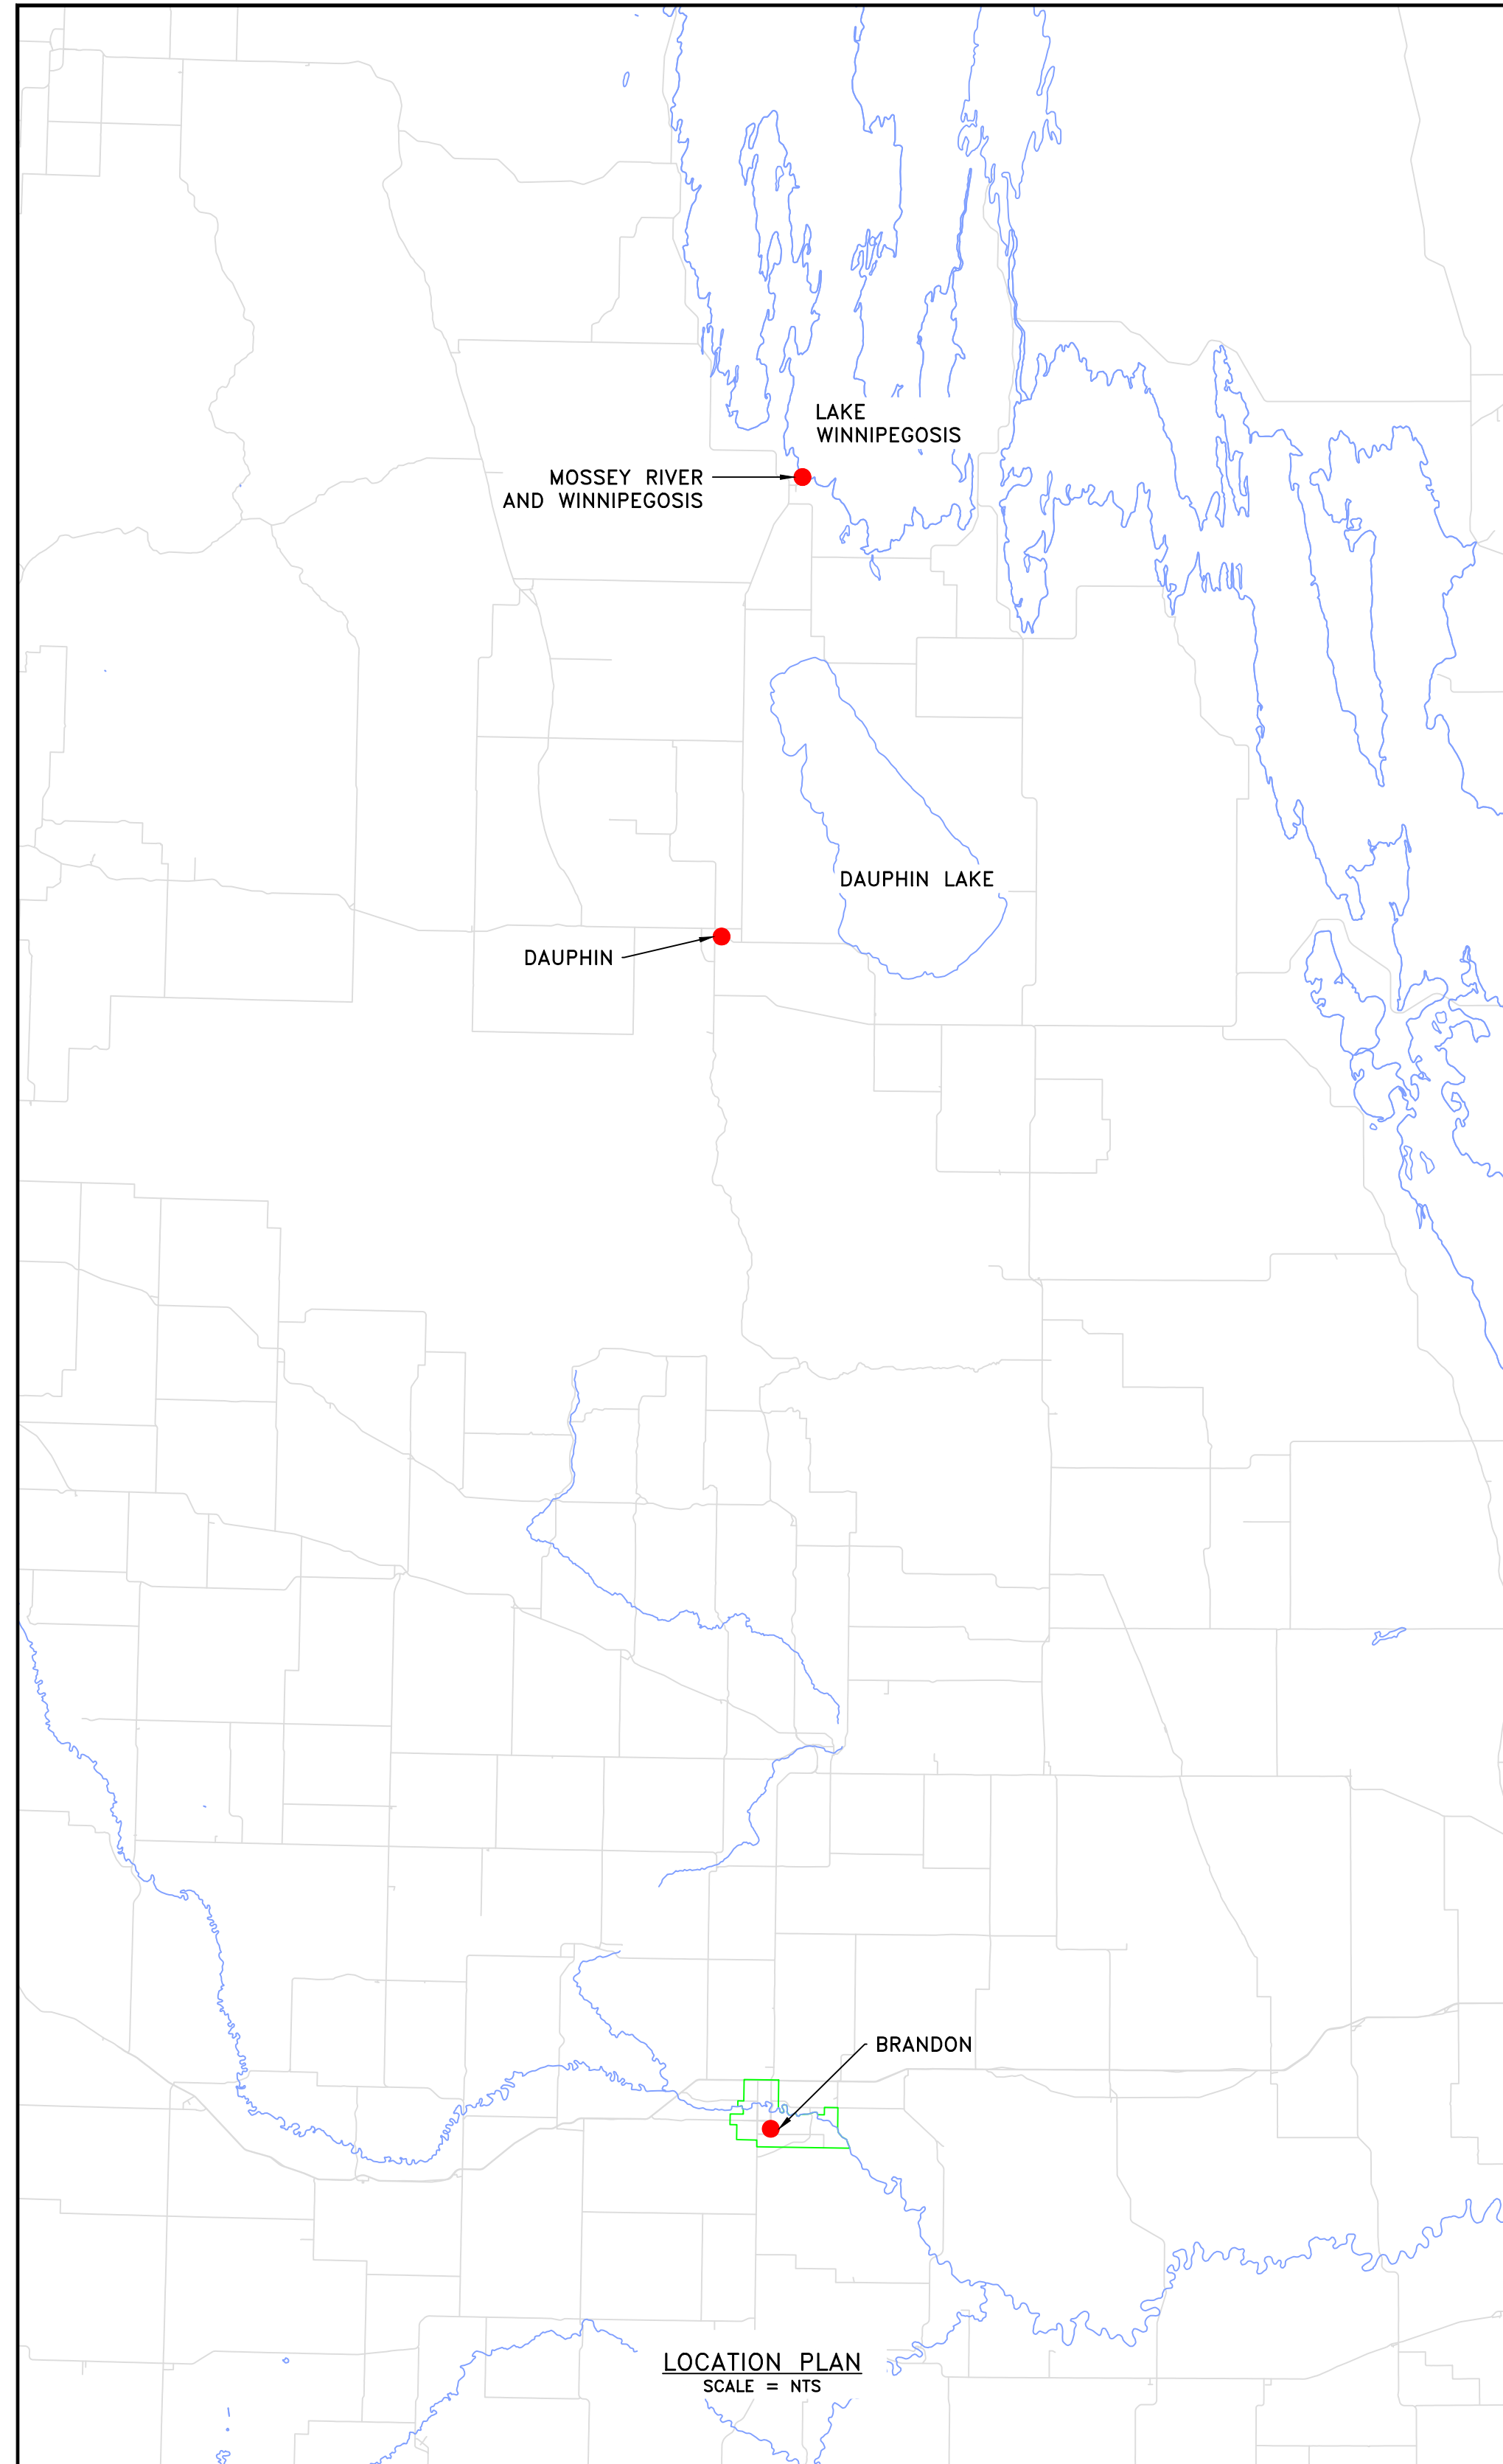 LAKE
WINNIPEGOSIS
MOSSEY RIVER
AND WINNIPEGOSIS
DAUPHIN LAKE
DAUPHIN
BRANDON
LOCATION PLAN
SCALE = NTS